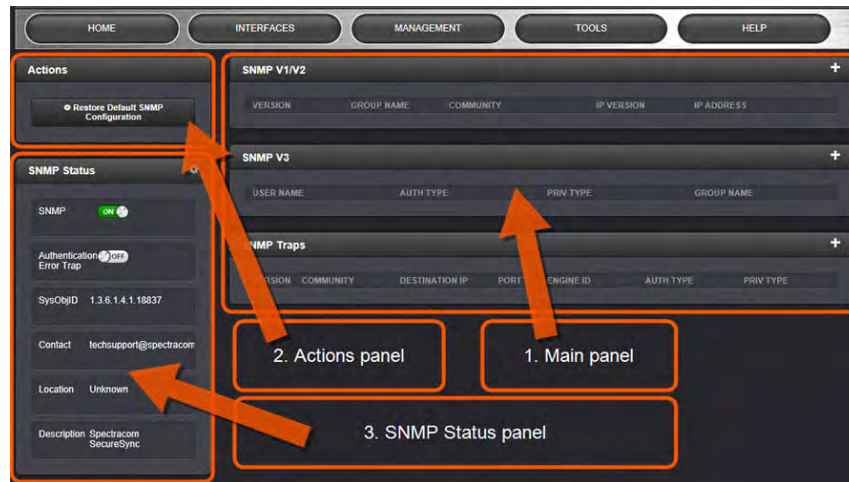 HOME INTERFACES MANAGEMENT TOOLS HELP
Actions
Restore Default SNMP
Configuration
SNMP Status
SNMP ON
Authentication OFF
Error Trap
SysObjID 1.3.6.1.4.1.18837
Contact techsupport@spectracom
Location Unknown
Description Spectracom
SecureSync
SNMP V1/V2 +
VERSION GROUP NAME COMMUNITY IP VERSION IP ADDRESS
SNMP V3 +
USER NAME AUTH TYPE PRIV TYPE GROUP NAME
SNMP Traps +
VERSION COMMUNITY DESTINATION IP PORT ENGINE ID AUTH TYPE PRIV TYPE
2. Actions panel
1. Main panel
3. SNMP Status panel